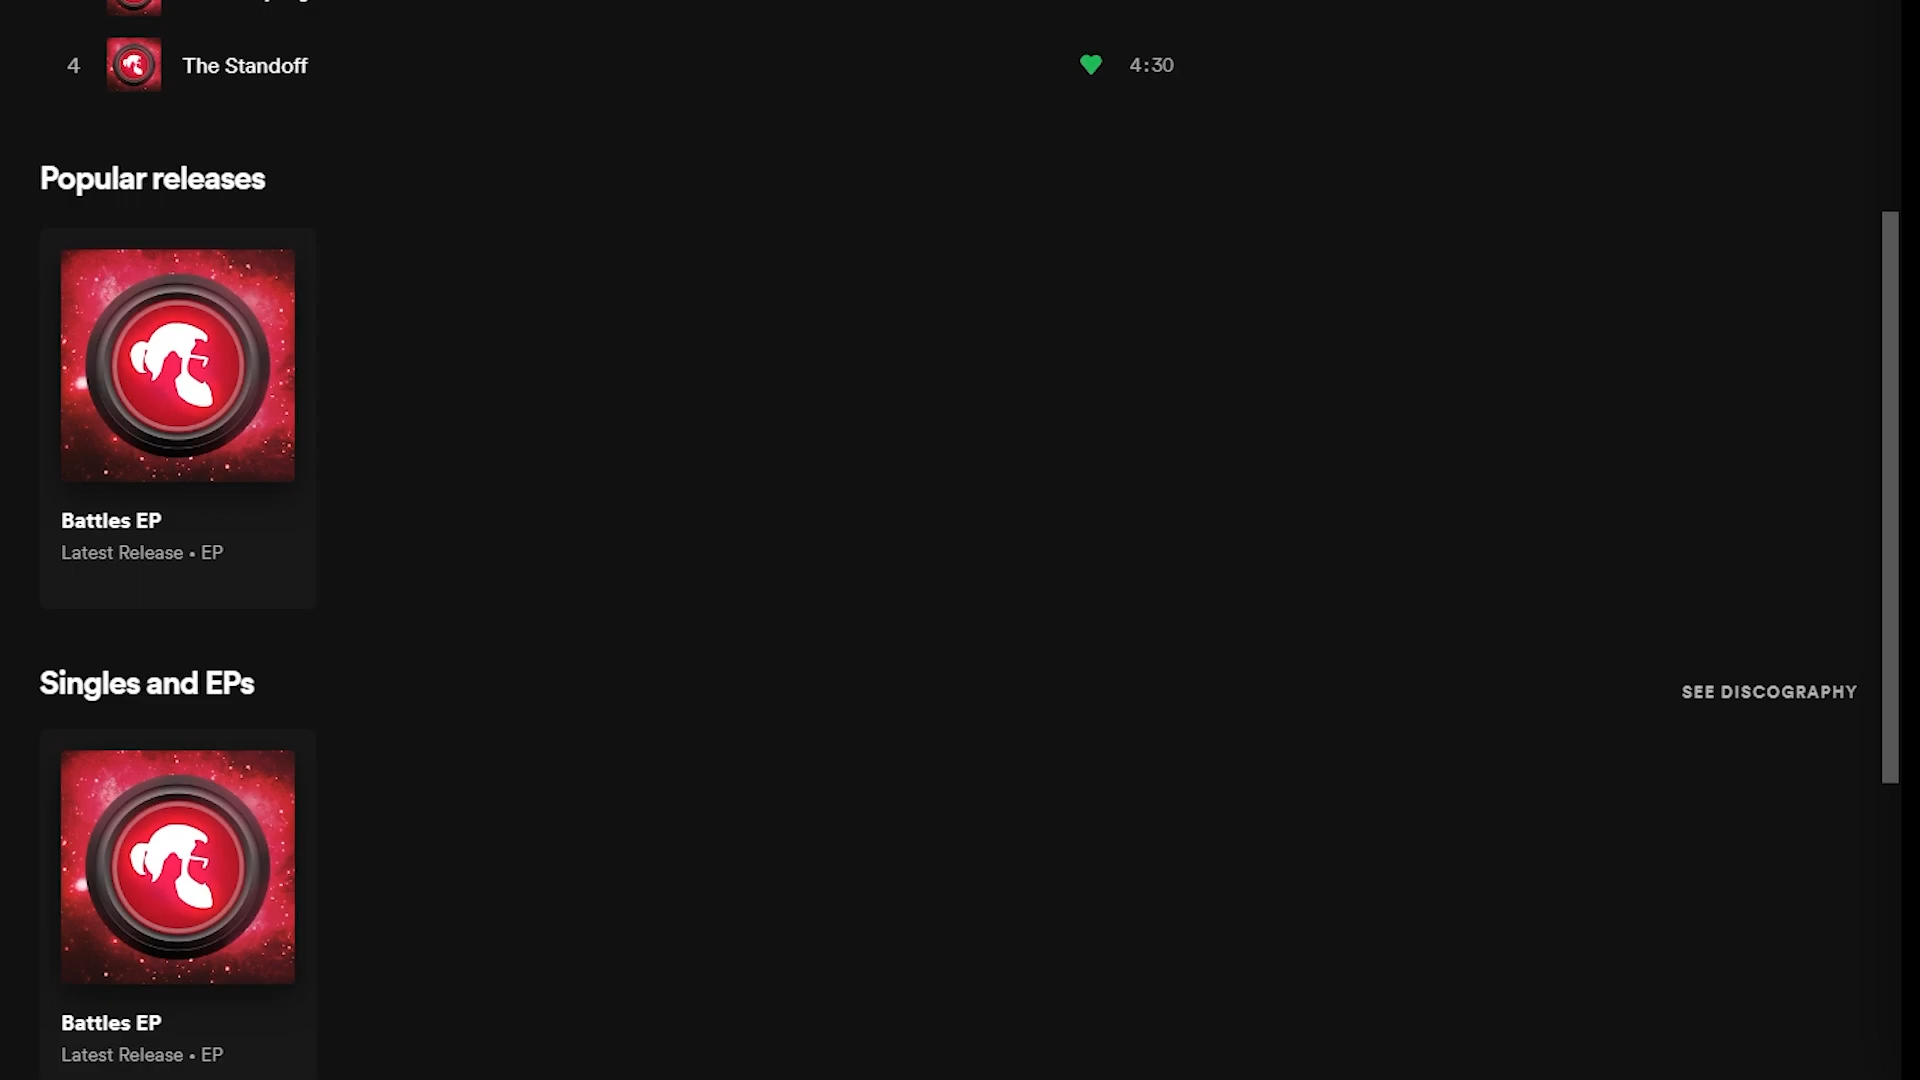 4 The Standoff 4:30
Popular releases
Battles EP
Latest Release • EP
Singles and EPs
SEE DISCOGRAPHY
Battles EP
Latest Release • EP